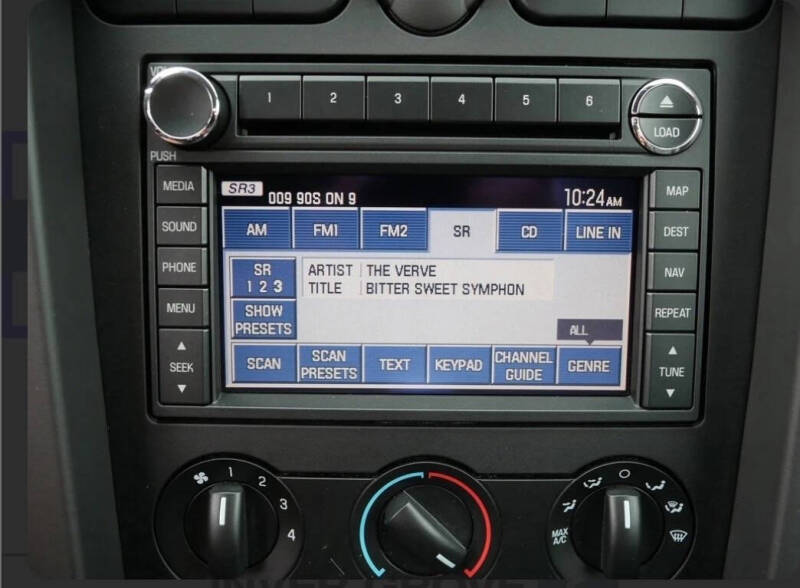 VOL
1 2 3 4 5 6
LOAD
PUSH
MEDIA
SR3 009 90S ON 9 10:24AM
MAP
AM FM1 FM2 SR CD LINE IN
SOUND
DEST
SR
1 2 3
ARTIST THE VERVE
TITLE BITTER SWEET SYMPHON
PHONE
NAV
SHOW
PRESETS
MENU
REPEAT
ALL
SCAN
SCAN
PRESETS
TEXT
KEYPAD
CHANNEL
GUIDE
GENRE
SEEK
TUNE
1
2
3
4
MAX
A/C